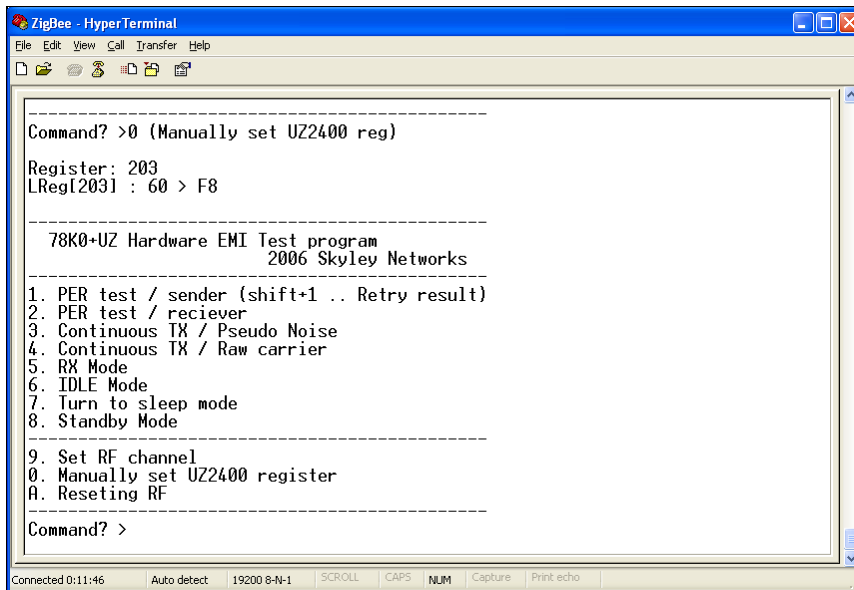 ZigBee - HyperTerminal
File Edit View Call Transfer Help
------------------------------------------------
Command? >0 (Manually set UZ2400 reg)
Register: 203
LReg[203] : 60 > F8
------------------------------------------------
78K0+UZ Hardware EMI Test program
2006 Skyley Networks
------------------------------------------------
1. PER test / sender (shift+1 .. Retry result)
2. PER test / reciever
3. Continuous TX / Pseudo Noise
4. Continuous TX / Raw carrier
5. RX Mode
6. IDLE Mode
7. Turn to sleep mode
8. Standby Mode
------------------------------------------------
9. Set RF channel
0. Manually set UZ2400 register
A. Reseting RF
------------------------------------------------
Command? >
Connected 0:11:46 Auto detect 19200 8-N-1 SCROLL CAPS NUM Capture Print echo